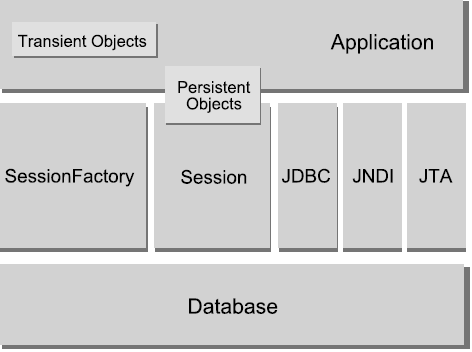 Transient Objects
Application
Persistent
Objects
SessionFactory
Session
JDBC
JNDI
JTA
Database